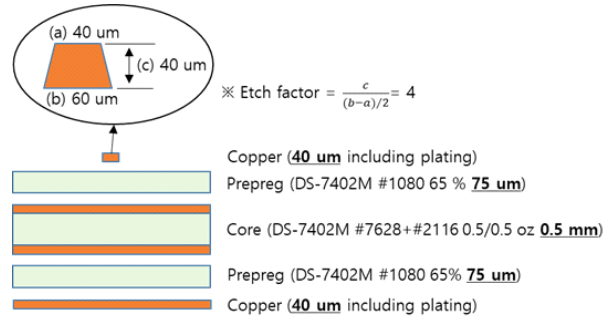 (a) 40 um
(c) 40 um
(b) 60 um
※ Etch factor = c/((b−a)/2) = 4
Copper (40 um including plating)
Prepreg (DS-7402M #1080 65 % 75 um)
Core (DS-7402M #7628+#2116 0.5/0.5 oz 0.5 mm)
Prepreg (DS-7402M #1080 65% 75 um)
Copper (40 um including plating)